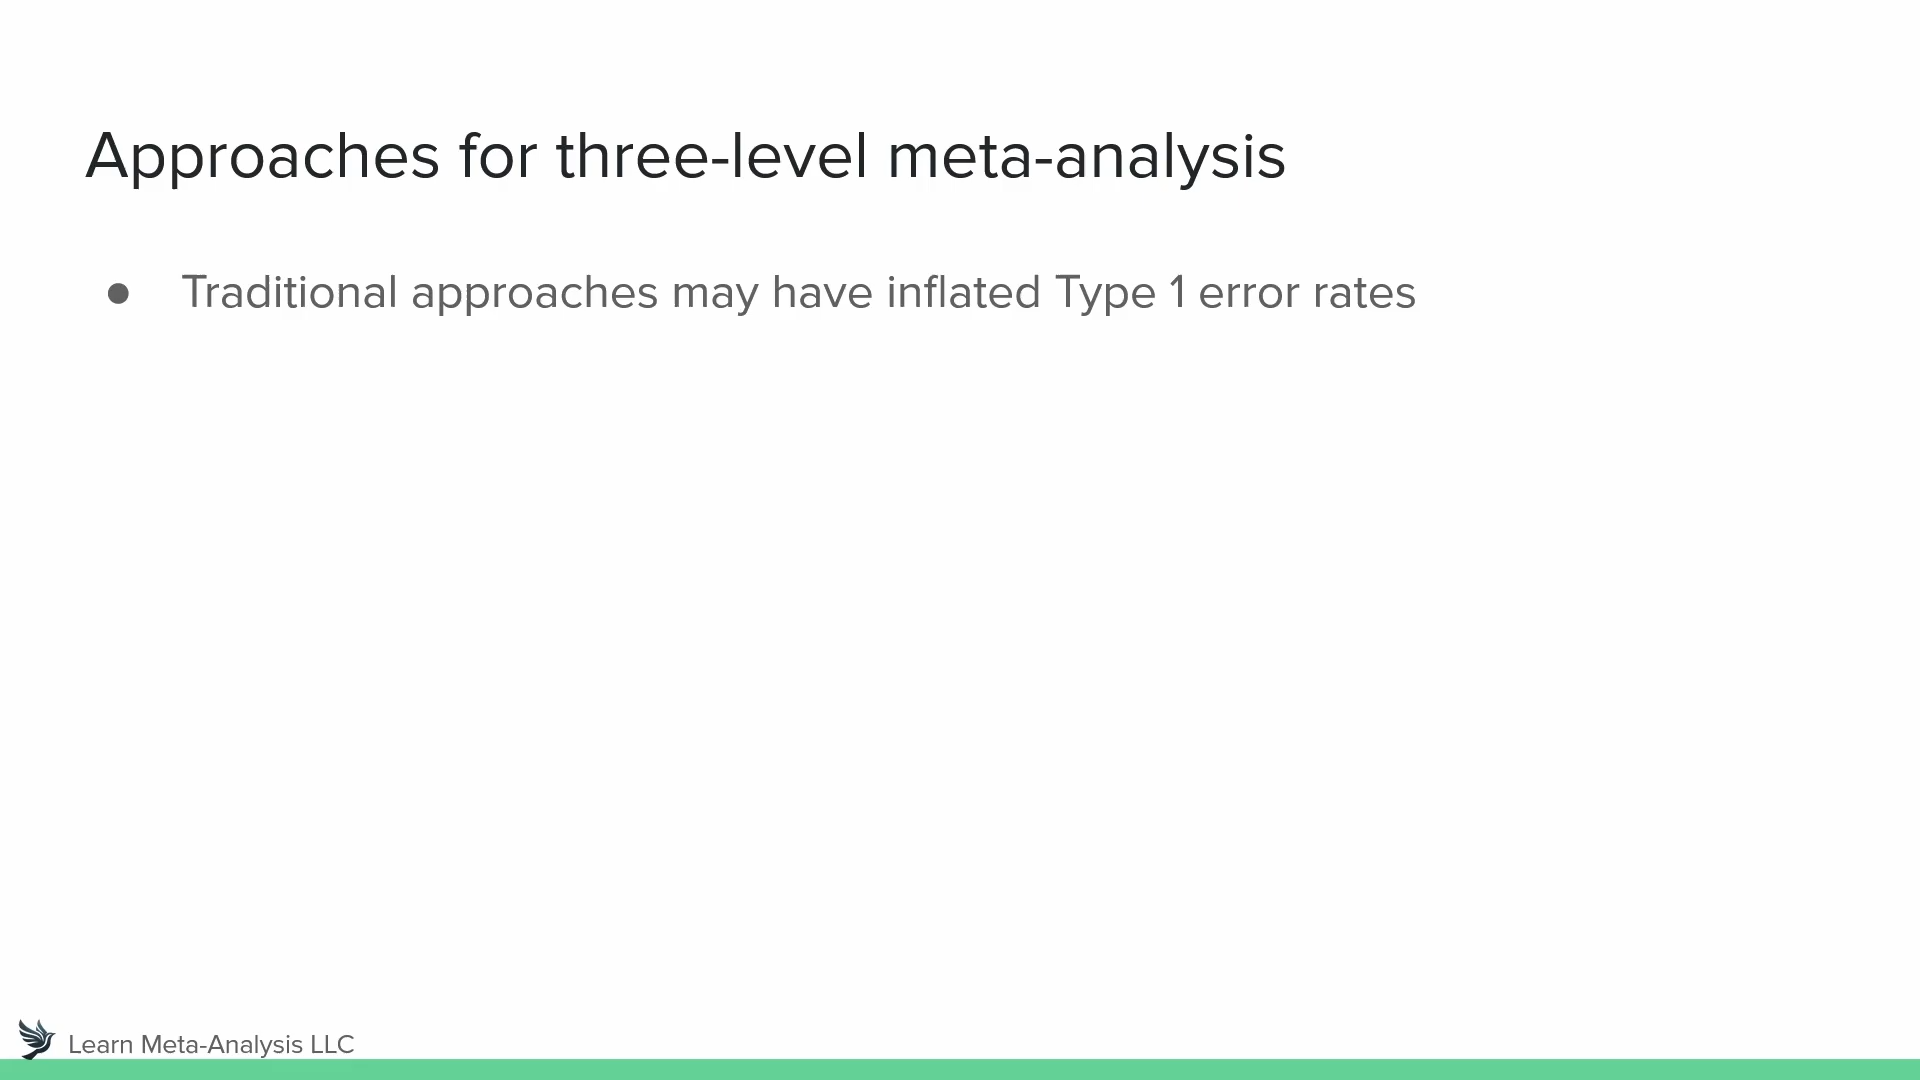 Approaches for three-level meta-analysis
● Traditional approaches may have inflated Type 1 error rates
Learn Meta-Analysis LLC